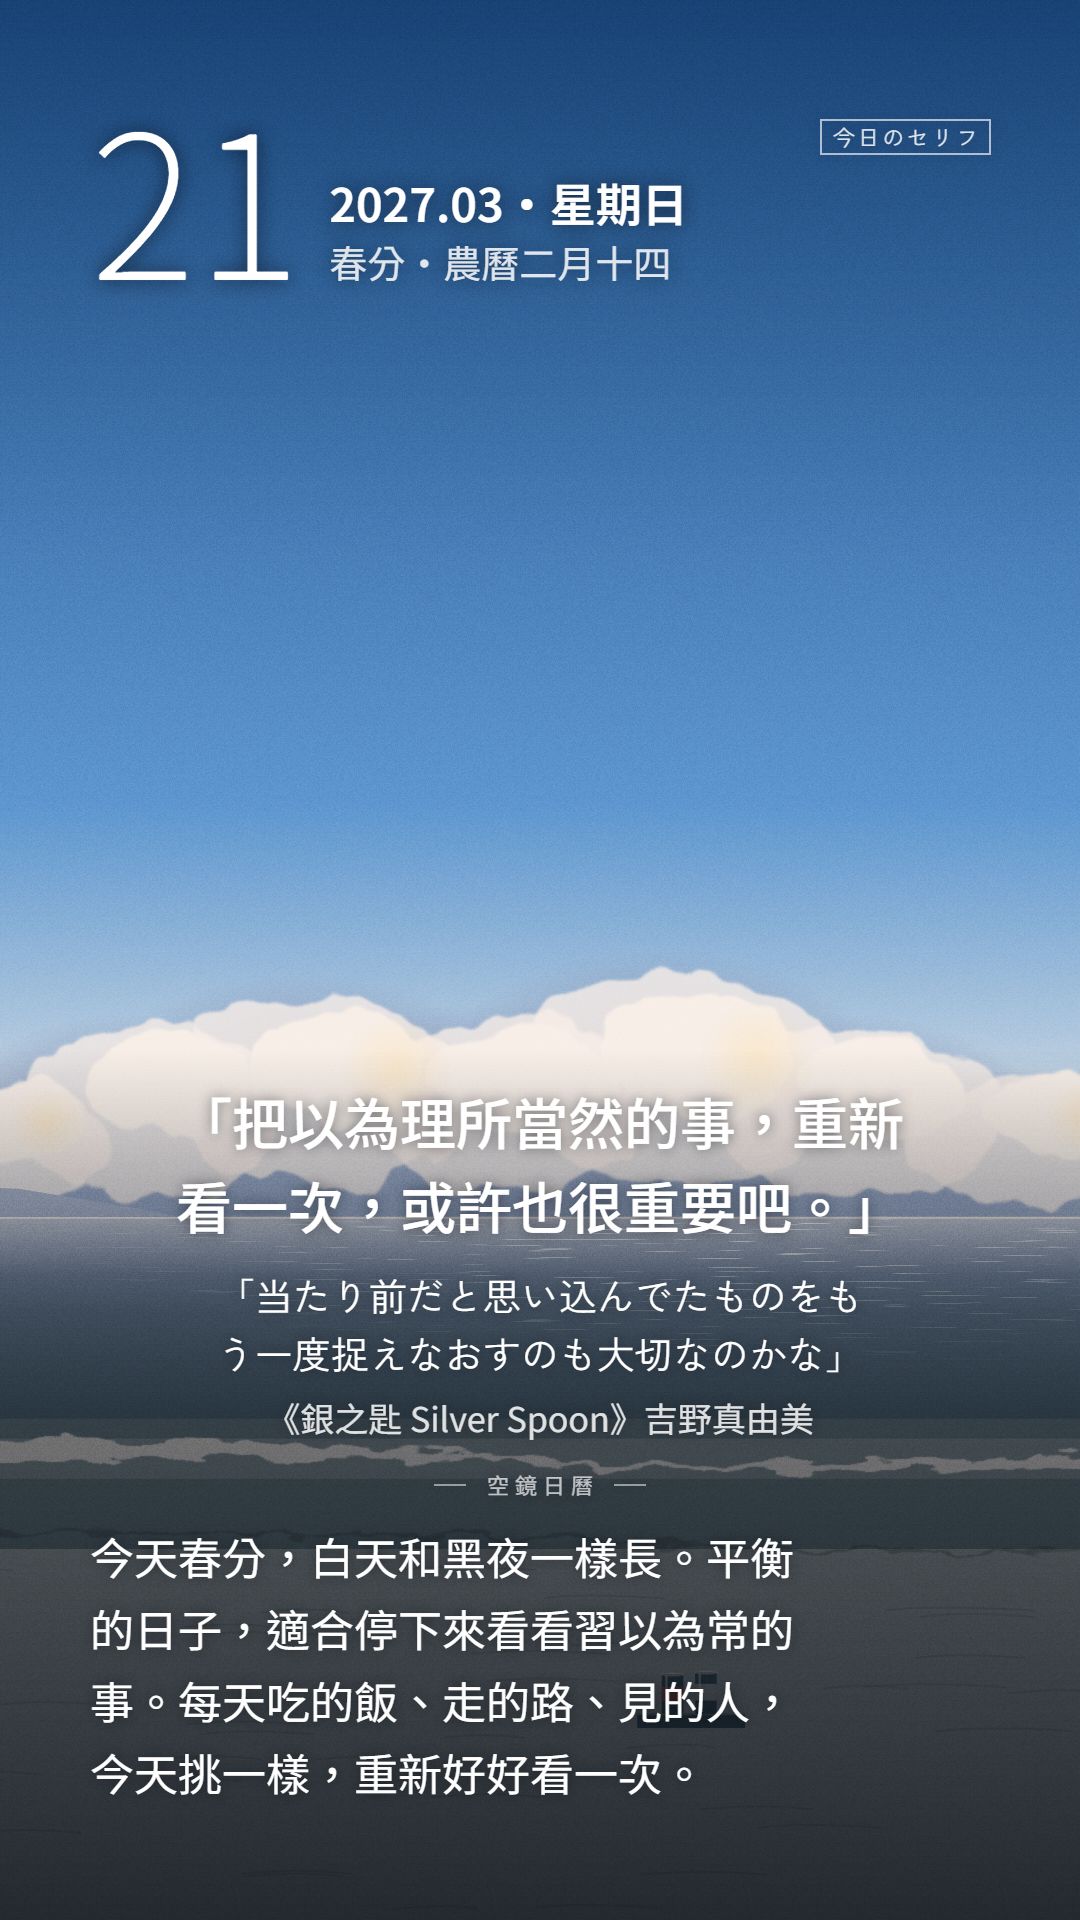 21
今日のセリフ
2027.03・星期日
春分・農曆二月十四
「把以為理所當然的事，重新
看一次，或許也很重要吧。」
「当たり前だと思い込んでたものをも
う一度捉えなおすのも大切なのかな」
《銀之匙 Silver Spoon》吉野真由美
空鏡日曆
今天春分，白天和黑夜一樣長。平衡
的日子，適合停下來看看習以為常的
事。每天吃的飯、走的路、見的人，
今天挑一樣，重新好好看一次。